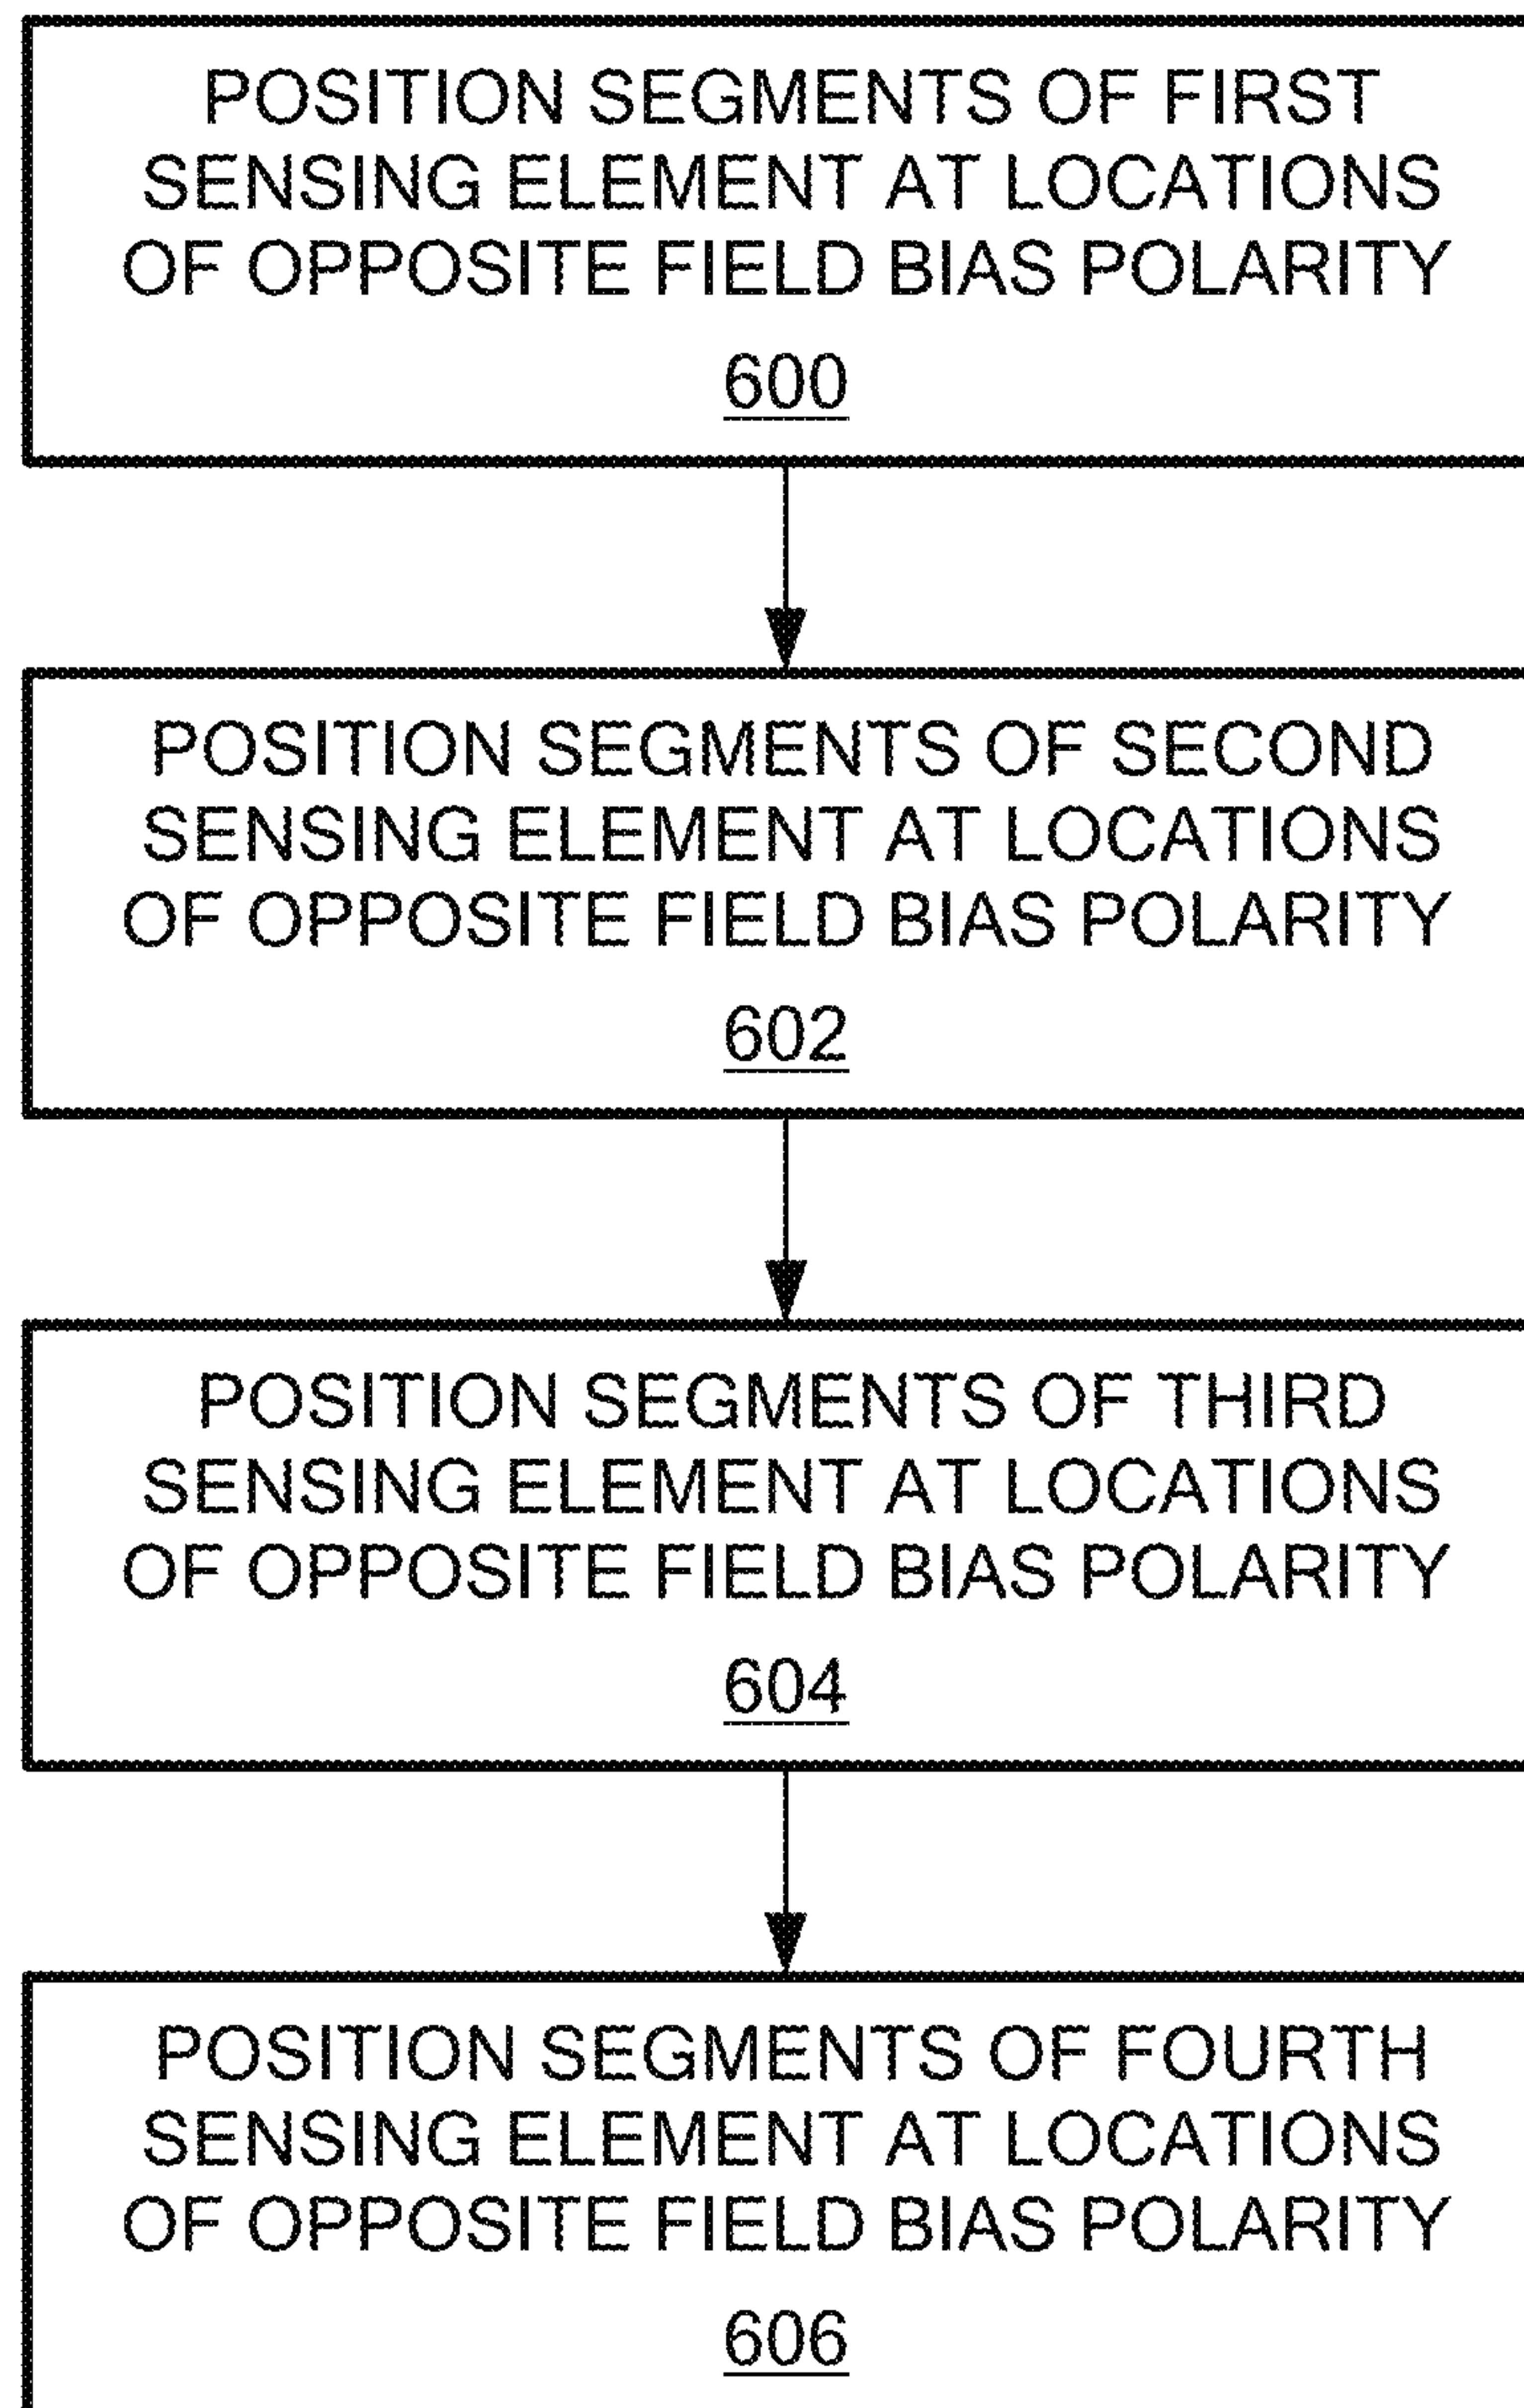 POSITION SEGMENTS OF FIRST
SENSING ELEMENT AT LOCATIONS
OF OPPOSITE FIELD BIAS POLARITY
600
POSITION SEGMENTS OF SECOND
SENSING ELEMENT AT LOCATIONS
OF OPPOSITE FIELD BIAS POLARITY
602
POSITION SEGMENTS OF THIRD
SENSING ELEMENT AT LOCATIONS
OF OPPOSITE FIELD BIAS POLARITY
604
POSITION SEGMENTS OF FOURTH
SENSING ELEMENT AT LOCATIONS
OF OPPOSITE FIELD BIAS POLARITY
606